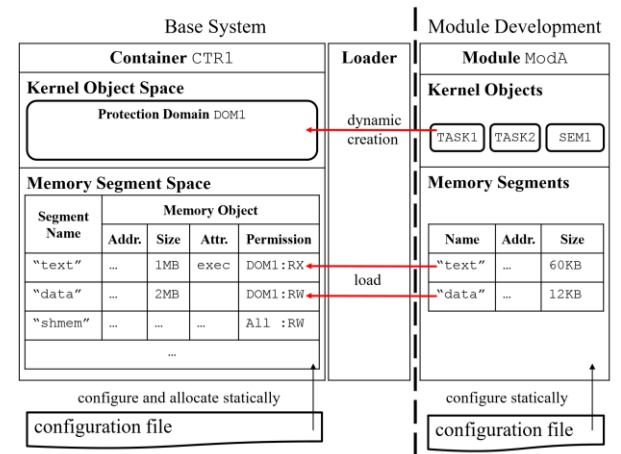 Base System
Module Development
Container CTR1
Loader
Module ModA
Kernel Object Space
Protection Domain DOM1
dynamic
creation
Kernel Objects
TASK1 TASK2 SEM1
Memory Segment Space
Segment
Name
Memory Object
Addr. Size Attr. Permission
"text" … 1MB exec DOM1:RX
"data" … 2MB DOM1:RW
"shmem" … … … All :RW
…
load
Memory Segments
Name Addr. Size
"text" … 60KB
"data" … 12KB
configure and allocate statically
configuration file
configure statically
configuration file